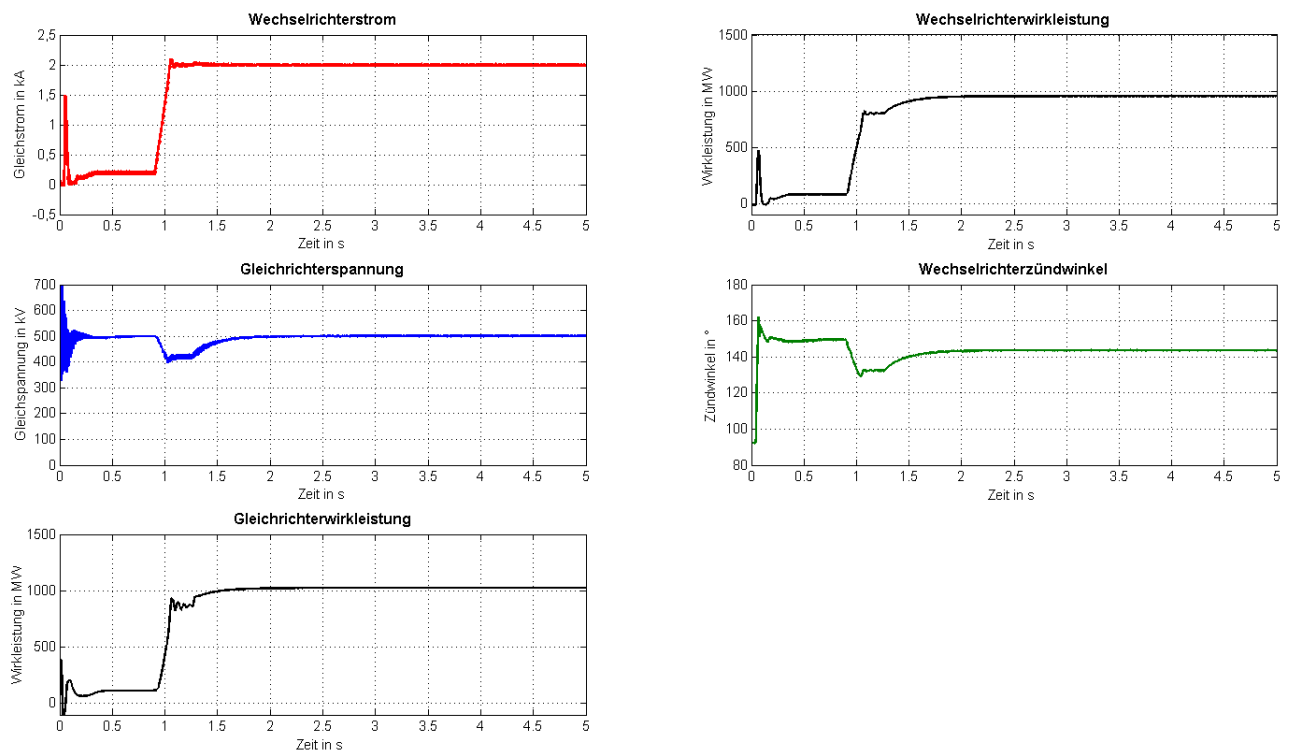 Wechselrichterstrom
2,5
2
1,5
1
0,5
0
-0,5
Gleichstrom in kA
0 0.5 1 1.5 2 2.5 3 3.5 4 4.5 5
Zeit in s
Wechselrichterwirkleistung
1500
1000
500
0
Wirkleistung in MW
0 0.5 1 1.5 2 2.5 3 3.5 4 4.5 5
Zeit in s
Gleichrichterspannung
700
600
500
400
300
200
100
0
Gleichspannung in kV
0 0.5 1 1.5 2 2.5 3 3.5 4 4.5 5
Zeit in s
Wechselrichterzündwinkel
180
160
140
120
100
80
Zündwinkel in °
0 0.5 1 1.5 2 2.5 3 3.5 4 4.5 5
Zeit in s
Gleichrichterwirkleistung
1500
1000
500
0
Wirkleistung in MW
0 0.5 1 1.5 2 2.5 3 3.5 4 4.5 5
Zeit in s